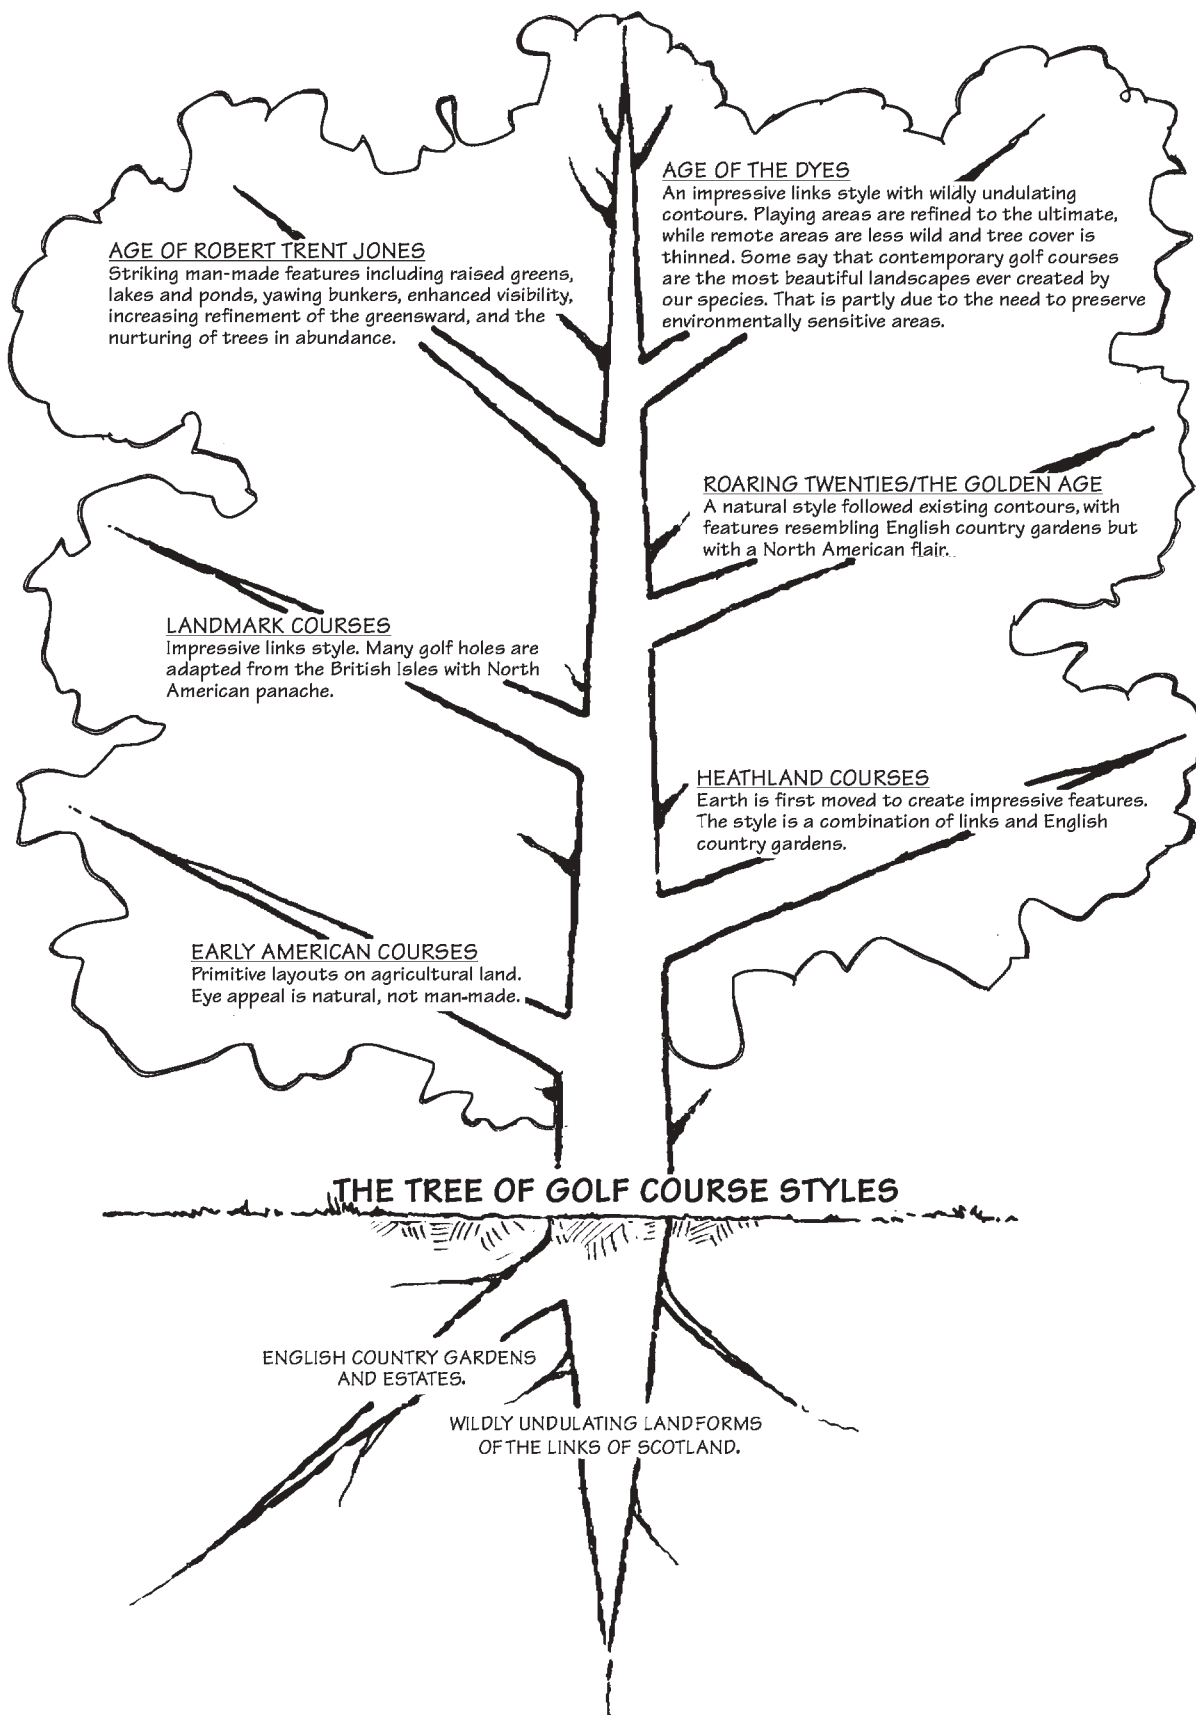 AGE OF THE DYES
An impressive links style with wildly undulating
contours. Playing areas are refined to the ultimate,
while remote areas are less wild and tree cover is
thinned. Some say that contemporary golf courses
are the most beautiful landscapes ever created by
our species. That is partly due to the need to preserve
environmentally sensitive areas.
AGE OF ROBERT TRENT JONES
Striking man-made features including raised greens,
lakes and ponds, yawing bunkers, enhanced visibility,
increasing refinement of the greensward, and the
nurturing of trees in abundance.
ROARING TWENTIES/THE GOLDEN AGE
A natural style followed existing contours, with
features resembling English country gardens but
with a North American flair.
LANDMARK COURSES
Impressive links style. Many golf holes are
adapted from the British Isles with North
American panache.
HEATHLAND COURSES
Earth is first moved to create impressive features.
The style is a combination of links and English
country gardens.
EARLY AMERICAN COURSES
Primitive layouts on agricultural land.
Eye appeal is natural, not man-made.
THE TREE OF GOLF COURSE STYLES
ENGLISH COUNTRY GARDENS
AND ESTATES.
WILDLY UNDULATING LANDFORMS
OF THE LINKS OF SCOTLAND.